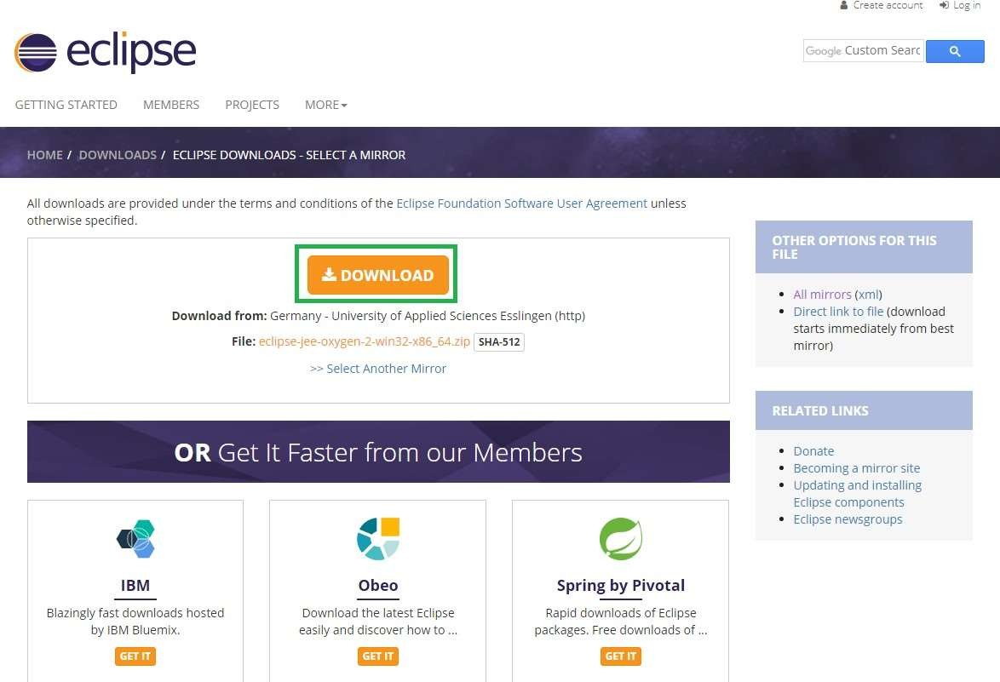 Create account Log in
eclipse
Google Custom Searc
GETTING STARTED MEMBERS PROJECTS MORE
HOME / DOWNLOADS / ECLIPSE DOWNLOADS - SELECT A MIRROR
All downloads are provided under the terms and conditions of the Eclipse Foundation Software User Agreement unless
otherwise specified.
DOWNLOAD
Download from: Germany - University of Applied Sciences Esslingen (http)
File: eclipse-jee-oxygen-2-win32-x86_64.zip SHA-512
>> Select Another Mirror
OR Get It Faster from our Members
IBM
Blazingly fast downloads hosted
by IBM Bluemix.
GET IT
Obeo
Download the latest Eclipse
easily and discover how to ...
GET IT
Spring by Pivotal
Rapid downloads of Eclipse
packages. Free downloads of ...
GET IT
OTHER OPTIONS FOR THIS
FILE
All mirrors (xml)
Direct link to file (download
starts immediately from best
mirror)
RELATED LINKS
Donate
Becoming a mirror site
Updating and installing
Eclipse components
Eclipse newsgroups